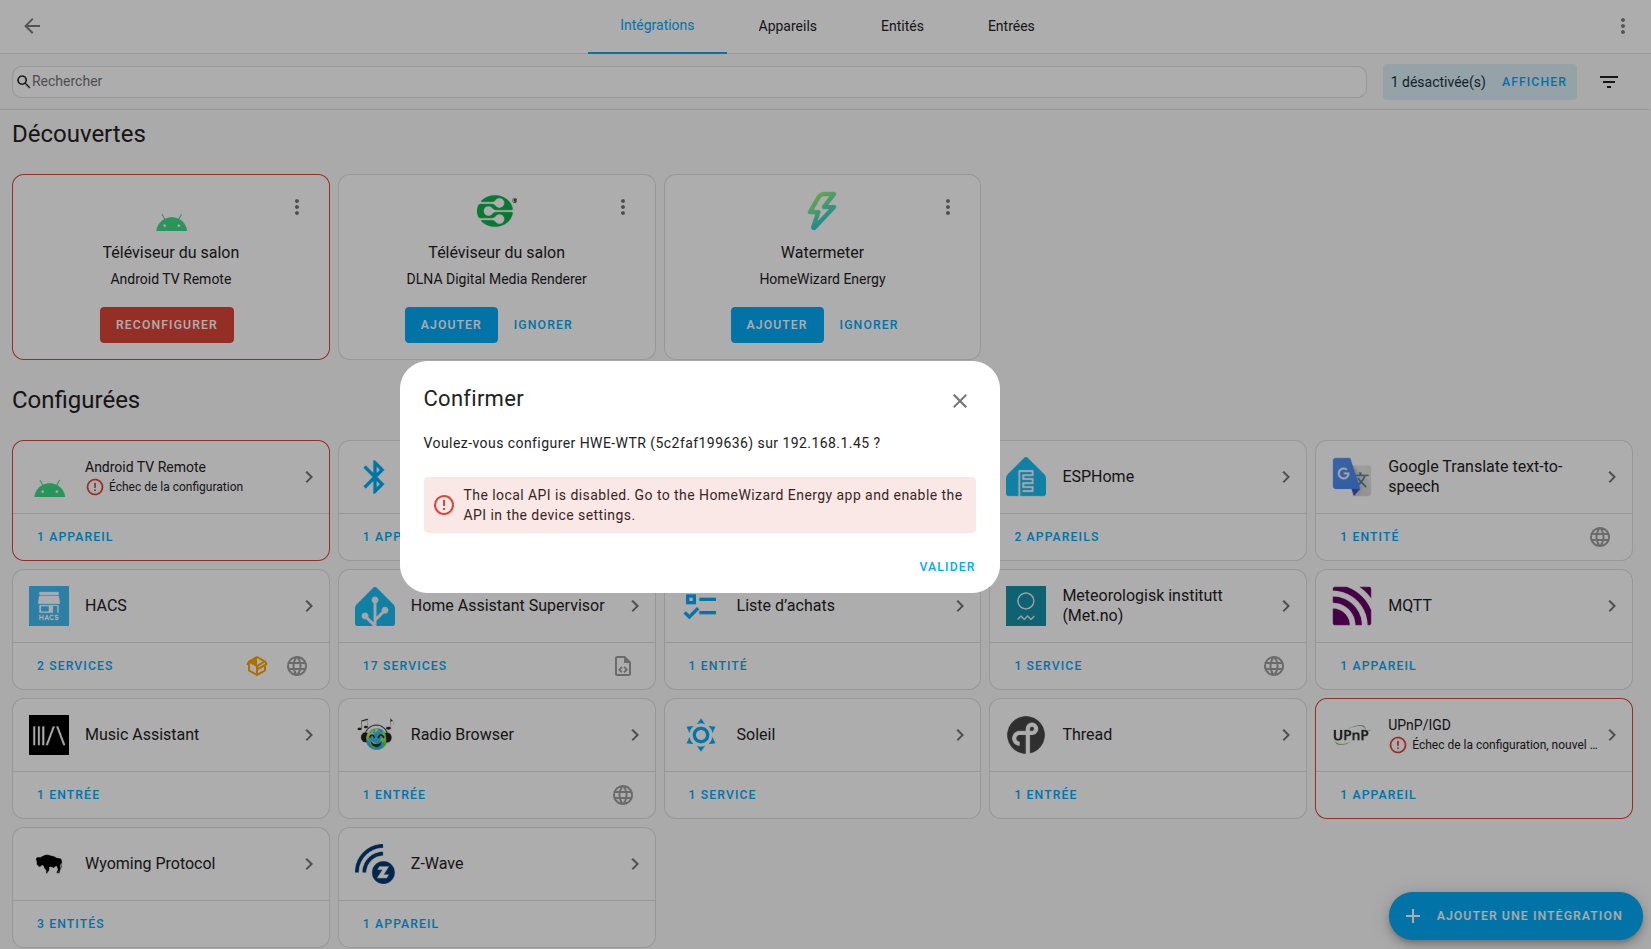 Intégrations
Appareils
Entités
Entrées
Rechercher
1 désactivée(s)
AFFICHER
Découvertes
Téléviseur du salon
Android TV Remote
RECONFIGURER
Téléviseur du salon
DLNA Digital Media Renderer
AJOUTER
IGNORER
Watermeter
HomeWizard Energy
AJOUTER
IGNORER
Configurées
Confirmer
Voulez-vous configurer HWE-WTR (5c2faf199636) sur 192.168.1.45 ?
The local API is disabled. Go to the HomeWizard Energy app and enable the
API in the device settings.
VALIDER
Android TV Remote
Échec de la configuration
1 APPAREIL
1 APP
ESPHome
2 APPAREILS
G
Google Translate text-to-
speech
1 ENTITÉ
HACS
HACS
2 SERVICES
Home Assistant Supervisor
17 SERVICES
Liste d’achats
1 ENTITÉ
Meteorologisk institutt
(Met.no)
1 SERVICE
MQTT
1 APPAREIL
Music Assistant
1 ENTRÉE
Radio Browser
1 ENTRÉE
Soleil
1 SERVICE
Thread
1 ENTRÉE
UPnP
UPnP/IGD
Échec de la configuration, nouvel ...
1 APPAREIL
Wyoming Protocol
3 ENTITÉS
Z
Z-Wave
1 APPAREIL
AJOUTER UNE INTÉGRATION